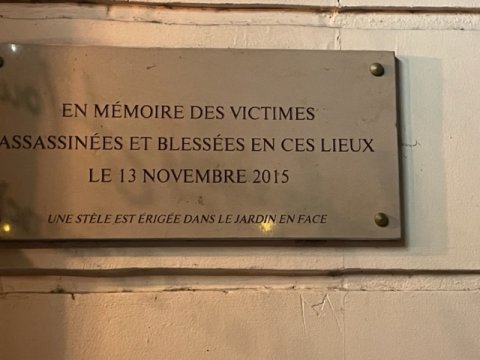 EN MÉMOIRE DES VICTIMES
ASSASSINÉES ET BLESSÉES EN CES LIEUX
LE 13 NOVEMBRE 2015
UNE STÈLE EST ÉRIGÉE DANS LE JARDIN EN FACE